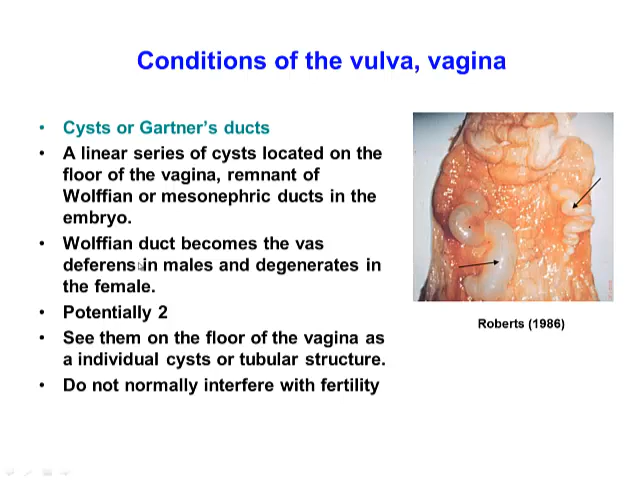 Conditions of the vulva, vagina
• Cysts or Gartner's ducts
• A linear series of cysts located on the
floor of the vagina, remnant of
Wolffian or mesonephric ducts in the
embryo.
• Wolffian duct becomes the vas
deferens in males and degenerates in
the female.
• Potentially 2
• See them on the floor of the vagina as
a individual cysts or tubular structure.
• Do not normally interfere with fertility
Roberts (1986)